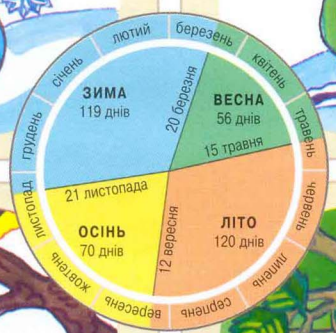 січень
лютий
березень
квітень
травень
червень
липень
серпень
вересень
жовтень
листопад
грудень
ЗИМА
119 днів
20 березня
ВЕСНА
56 днів
15 травня
ЛІТО
120 днів
12 вересня
ОСІНЬ
70 днів
21 листопада